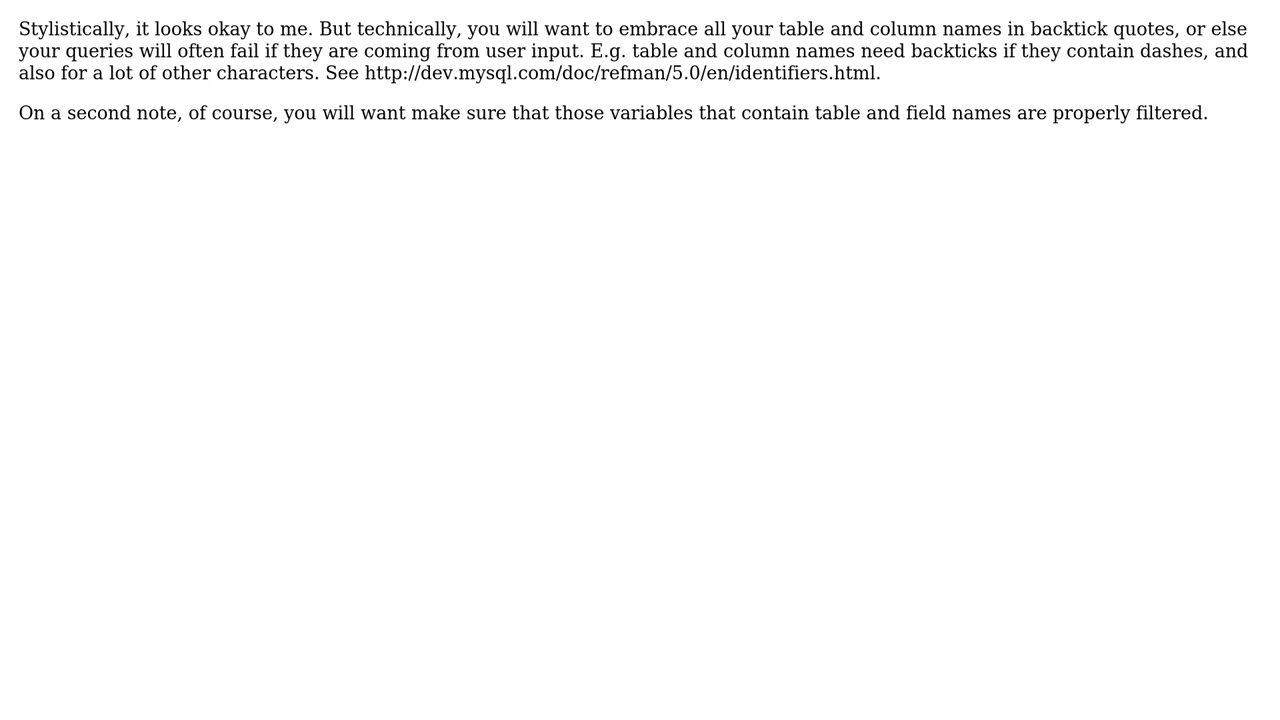 Stylistically, it looks okay to me. But technically, you will want to embrace all your table and column names in backtick quotes, or else
your queries will often fail if they are coming from user input. E.g. table and column names need backticks if they contain dashes, and
also for a lot of other characters. See http://dev.mysql.com/doc/refman/5.0/en/identifiers.html.
On a second note, of course, you will want make sure that those variables that contain table and field names are properly filtered.